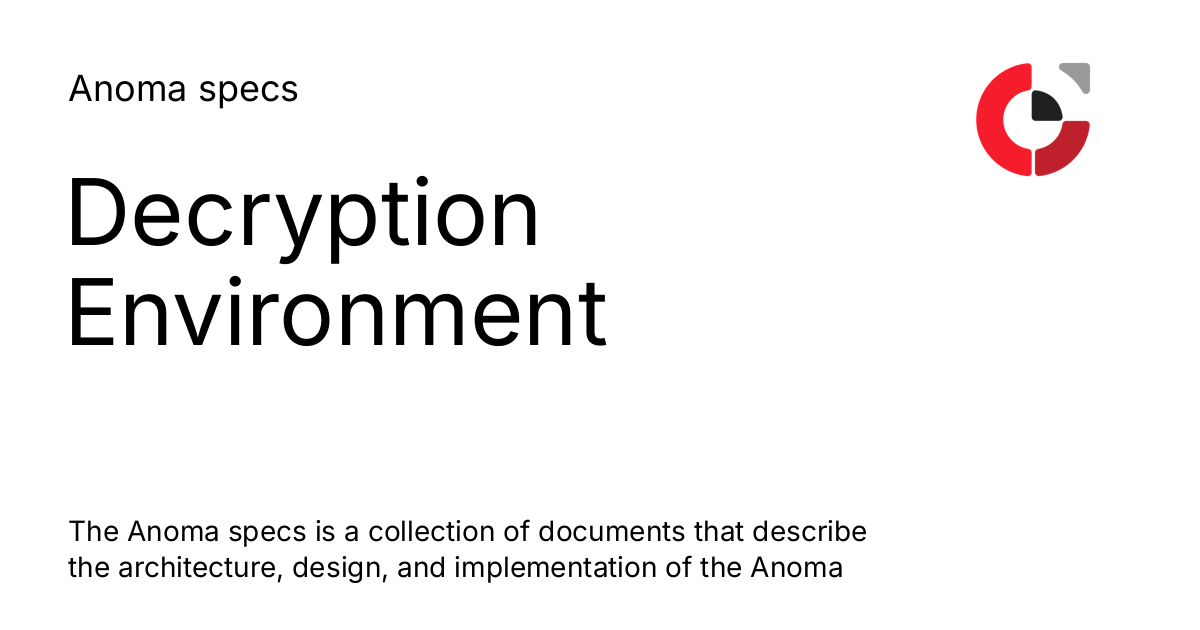 Anoma specs
Decryption
Environment
The Anoma specs is a collection of documents that describe
the architecture, design, and implementation of the Anoma